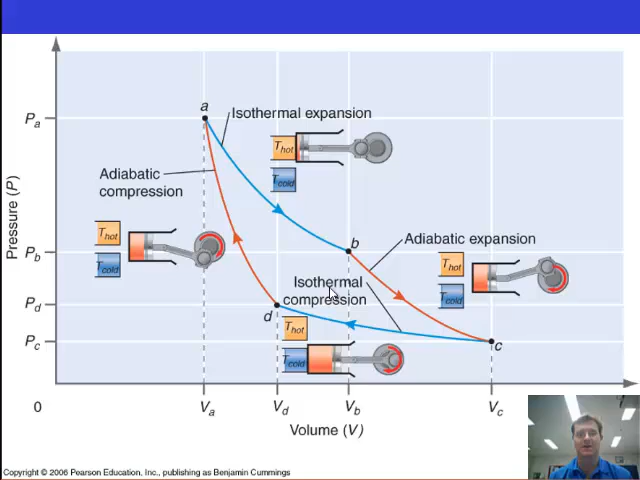 a
Isothermal expansion
Pa
Thot
Tcold
Adiabatic
compression
Pressure (P)
Thot
Tcold
b
Adiabatic expansion
Pb
Thot
Tcold
Isothermal
compression
Pd
d
Thot
Pc
Tcold
c
0
Va
Vd
Vb
Vc
Volume (V)
Copyright © 2006 Pearson Education, Inc., publishing as Benjamin Cummings